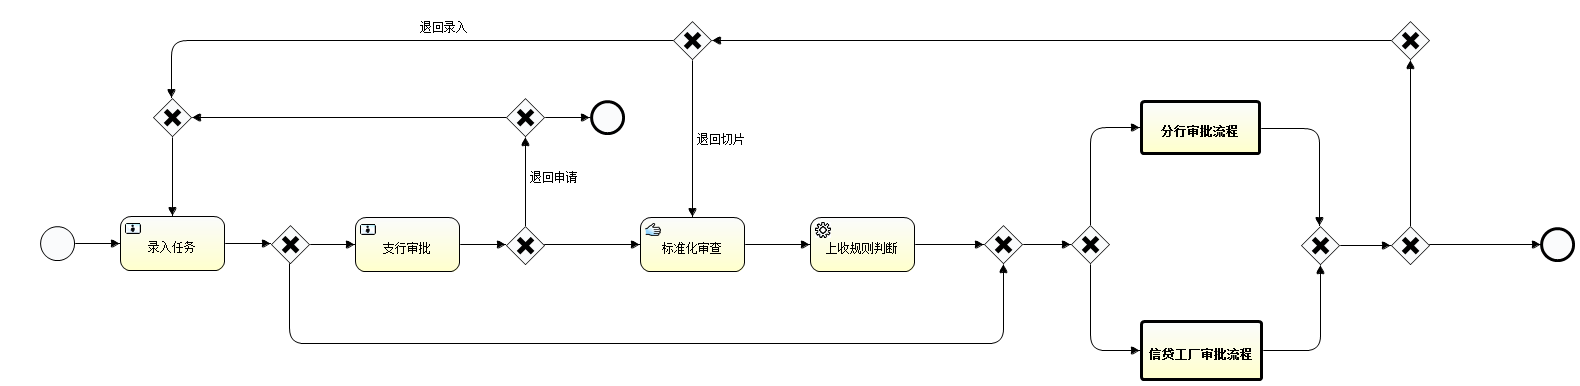 退回录入
分行审批流程
退回切片
退回申请
录入任务
支行审批
标准化审查
上收规则判断
信贷工厂审批流程